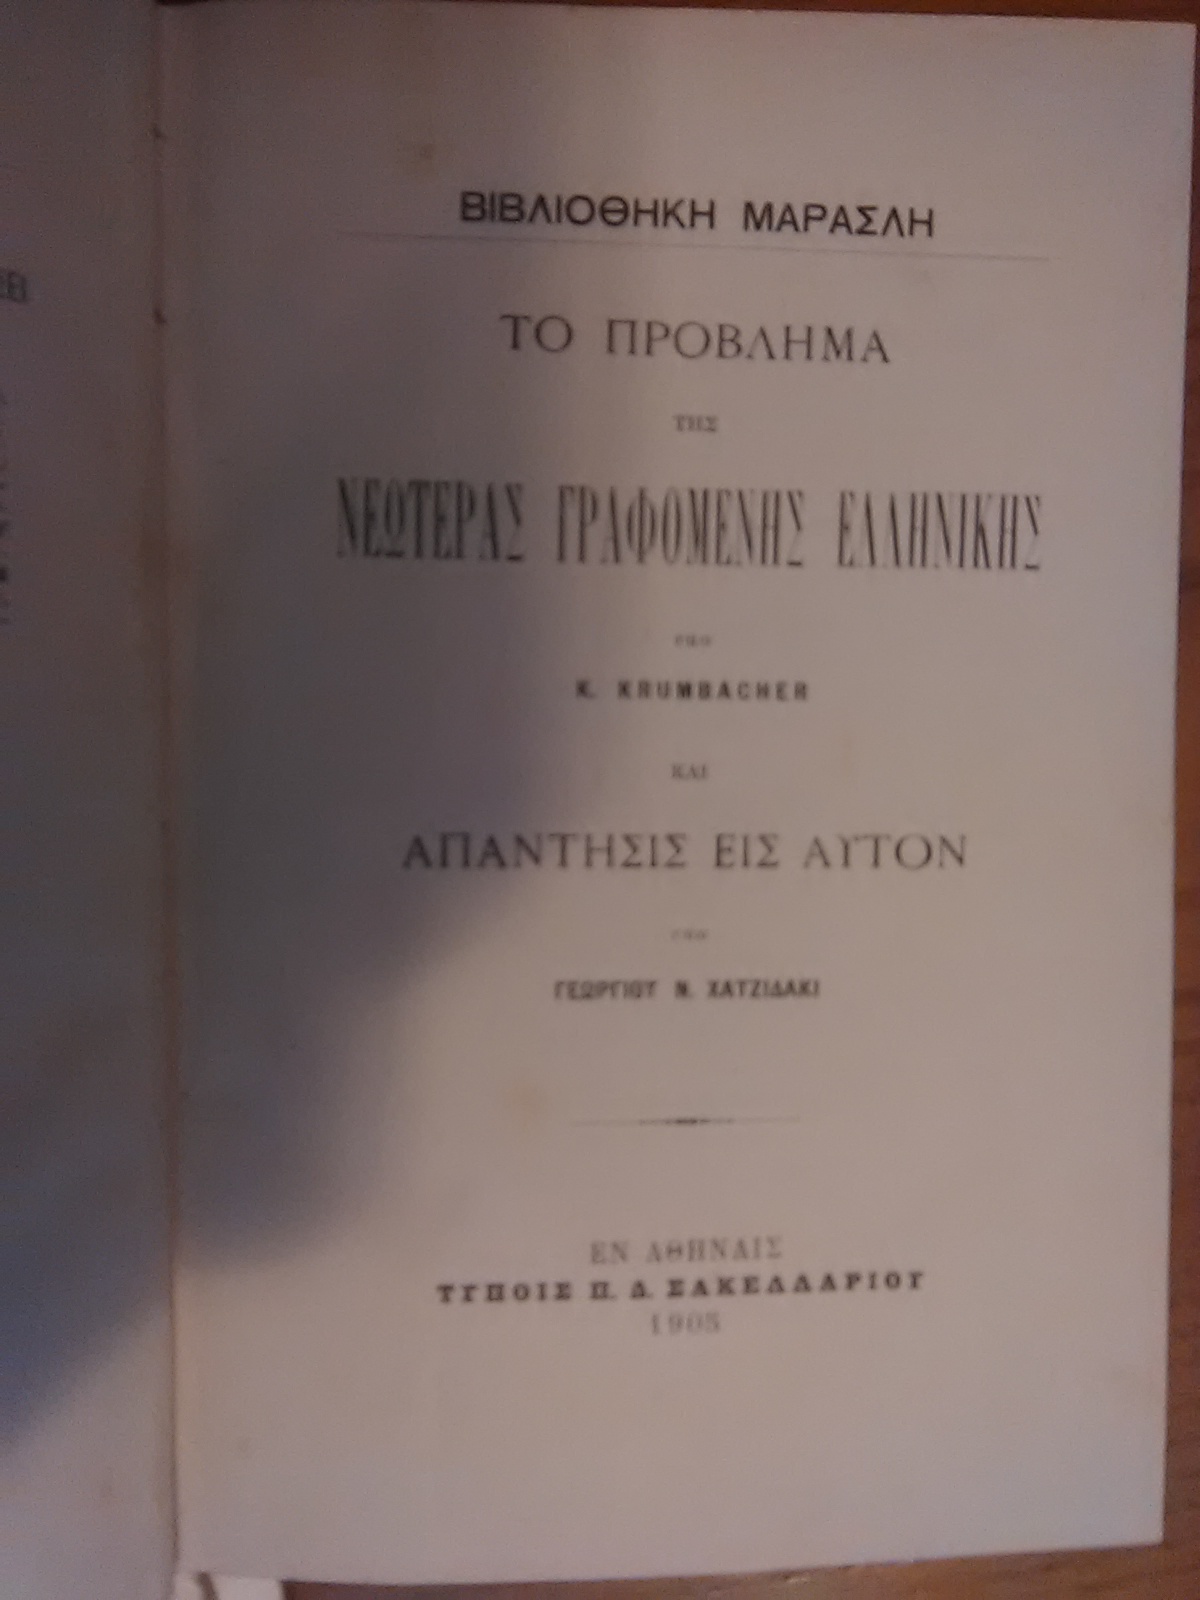 ΒΙΒΛΙΟΘΗΚΗ ΜΑΡΑΣΛΗ
ΤΟ ΠΡΟΒΛΗΜΑ
ΤΗΣ
ΝΕΩΤΕΡΑΣ ΓΡΑΦΟΜΕΝΗΣ ΕΛΛΗΝΙΚΗΣ
ΥΠΟ
K. KRUMBACHER
ΚΑΙ
ΑΠΑΝΤΗΣΙΣ ΕΙΣ ΑΥΤΟΝ
ΥΠΟ
ΓΕΩΡΓΙΟΥ Ν. ΧΑΤΖΙΔΑΚΙ
ΕΝ ΑΘΗΝΑΙΣ
ΤΥΠΟΙΣ Π. Δ. ΣΑΚΕΛΛΑΡΙΟΥ
1905